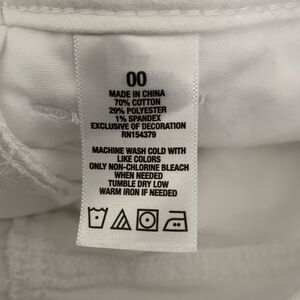 00
MADE IN CHINA
70% COTTON
29% POLYESTER
1% SPANDEX
EXCLUSIVE OF DECORATION
RN154379
MACHINE WASH COLD WITH
LIKE COLORS
ONLY NON-CHLORINE BLEACH
WHEN NEEDED
TUMBLE DRY LOW
WARM IRON IF NEEDED